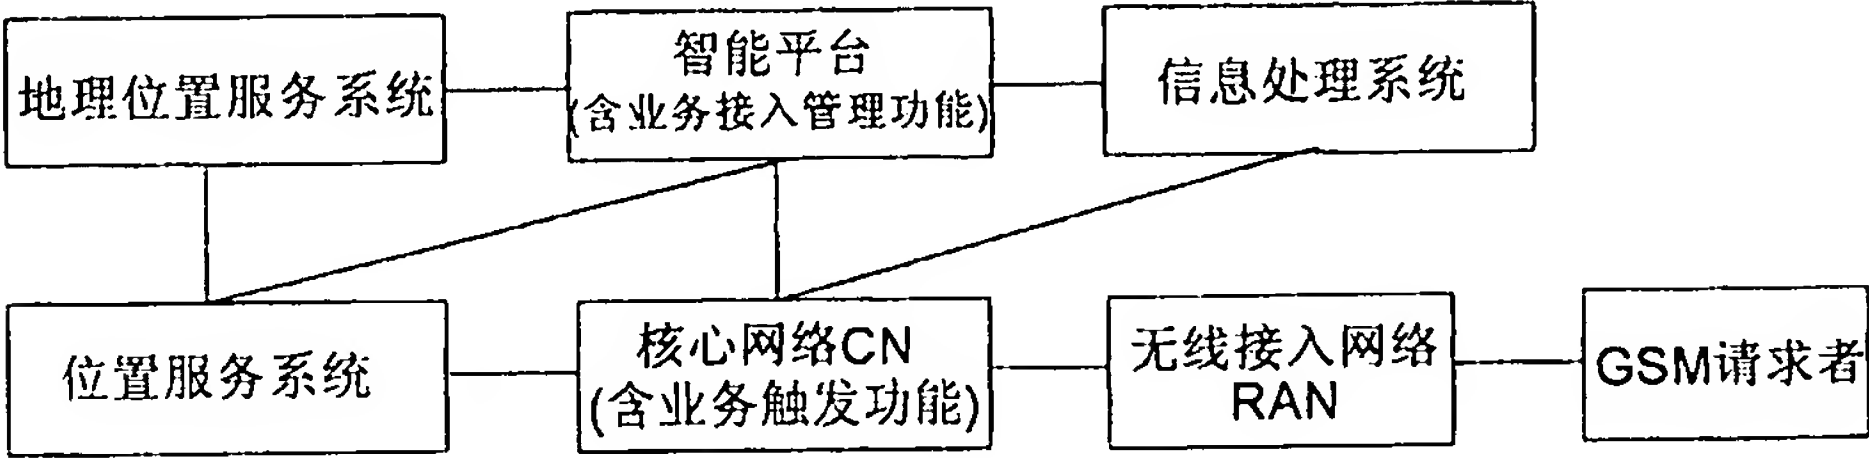 地理位置服务系统
智能平台
(含业务接入管理功能)
信息处理系统
位置服务系统
核心网络CN
(含业务触发功能)
无线接入网络
RAN
GSM请求者